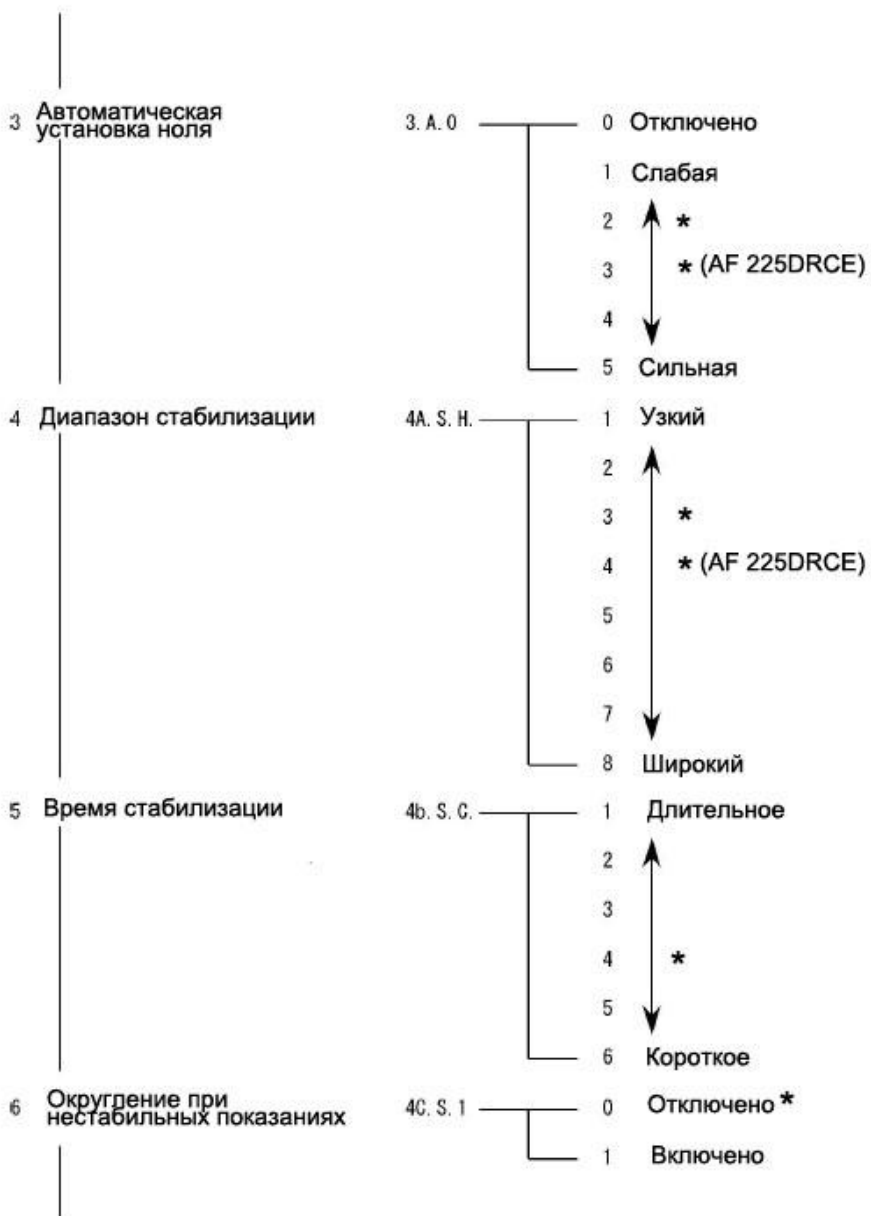 3 Автоматическая
установка ноля 3.A.0 0 Отключено
1 Слабая
2 *
3 * (AF 225DRCE)
4
5 Сильная
4 Диапазон стабилизации 4A.S.H. 1 Узкий
2
3 *
4 * (AF 225DRCE)
5
6
7
8 Широкий
5 Время стабилизации 4b.S.C. 1 Длительное
2
3
4 *
5
6 Короткое
6 Округление при
нестабильных показаниях 4C.S.1 0 Отключено *
1 Включено